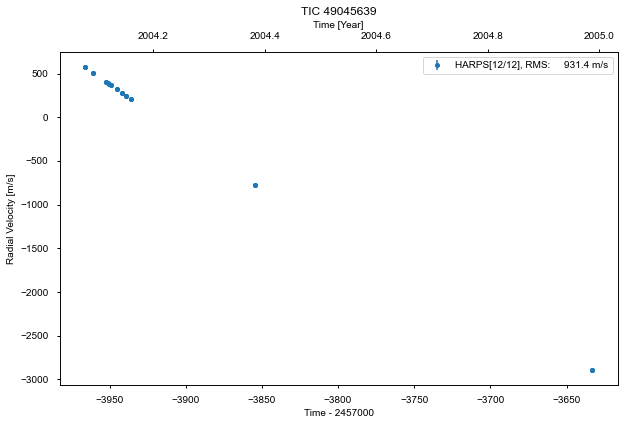 TIC 49045639
Time [Year]
2004.2 2004.4 2004.6 2004.8 2005.0
HARPS[12/12], RMS: 931.4 m/s
500
0
−500
−1000
−1500
−2000
−2500
−3000
Radial Velocity [m/s]
−3950 −3900 −3850 −3800 −3750 −3700 −3650
Time - 2457000